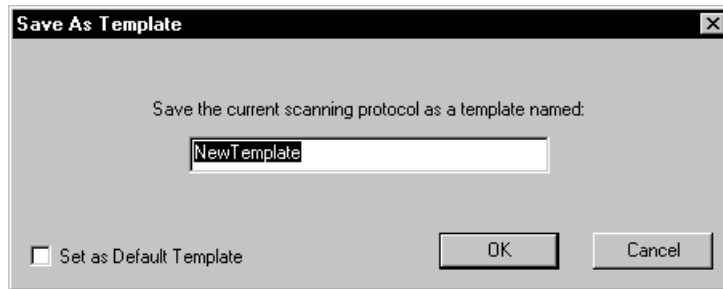 Save As Template
Save the current scanning protocol as a template named:
NewTemplate
Set as Default Template
OK
Cancel